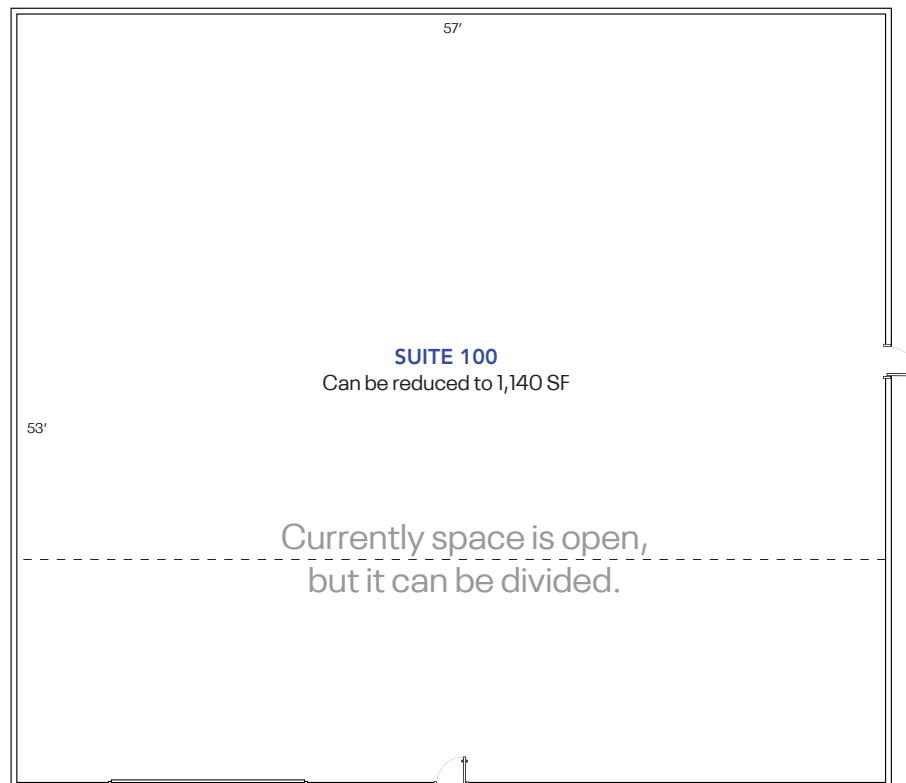 57′
SUITE 100
Can be reduced to 1,140 SF
53′
Currently space is open,
but it can be divided.